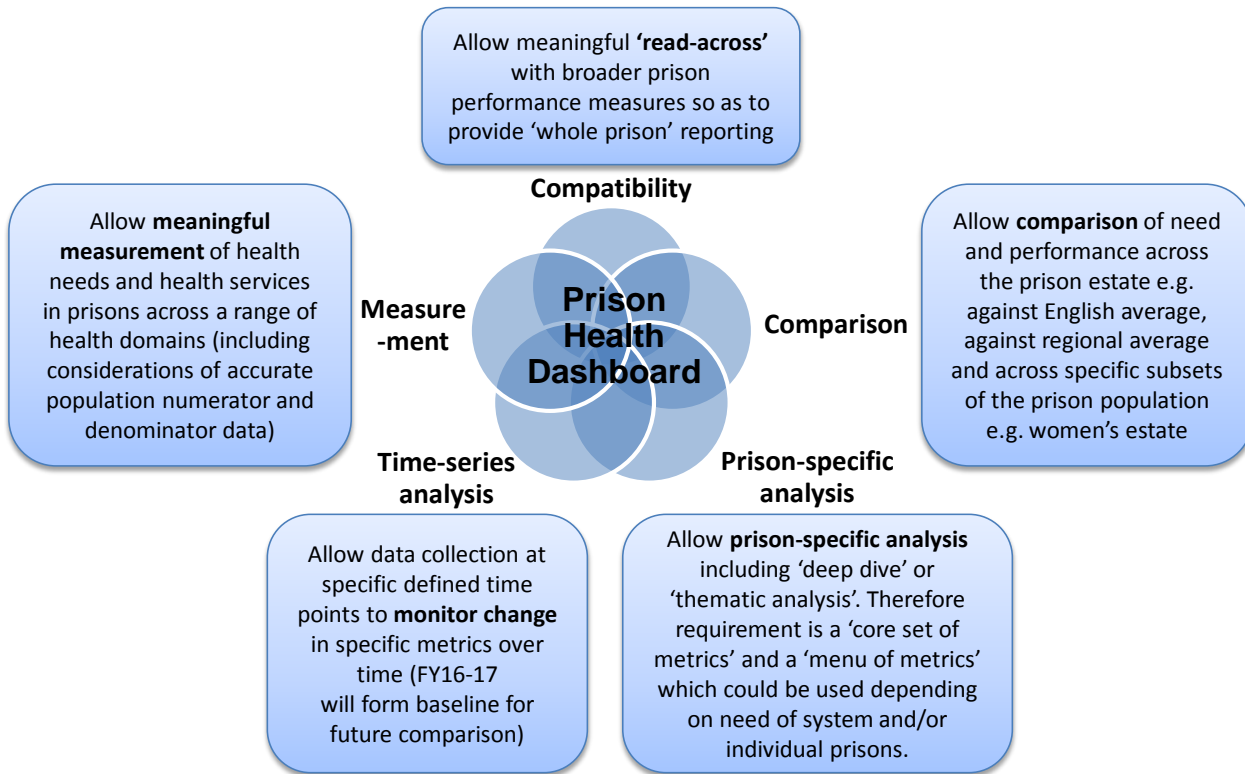 Allow meaningful ‘read-across’
with broader prison
performance measures so as to
provide ‘whole prison’ reporting
Compatibility
Allow meaningful
measurement of health
needs and health services
in prisons across a range of
health domains (including
considerations of accurate
population numerator and
denominator data)
Measure
-ment
Prison
Health
Dashboard
Comparison
Allow comparison of need
and performance across
the prison estate e.g.
against English average,
against regional average
and across specific subsets
of the prison population
e.g. women’s estate
Time-series
analysis
Prison-specific
analysis
Allow data collection at
specific defined time
points to monitor change
in specific metrics over
time (FY16-17
will form baseline for
future comparison)
Allow prison-specific analysis
including ‘deep dive’ or
‘thematic analysis’. Therefore
requirement is a ‘core set of
metrics’ and a ‘menu of metrics’
which could be used depending
on need of system and/or
individual prisons.